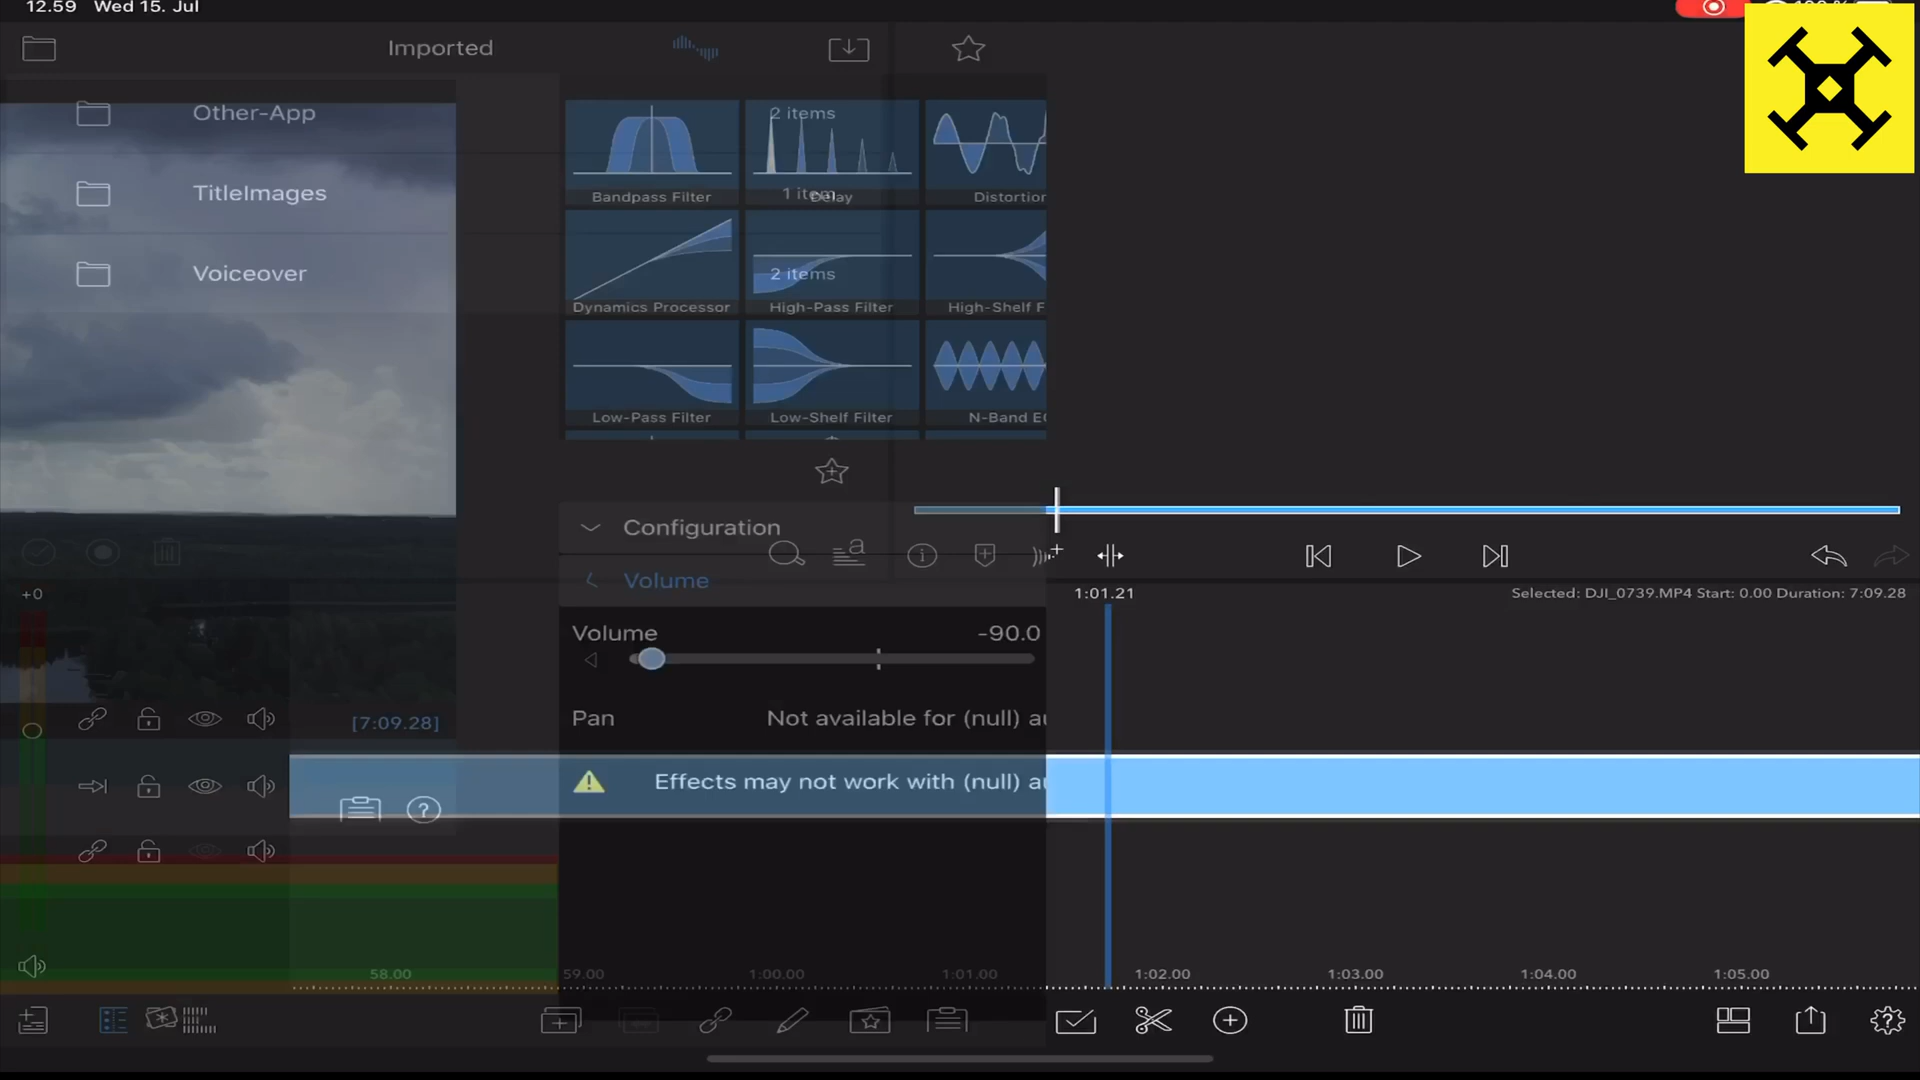 12.59 Wed 15. Jul
Imported
Other-App
2 items
TitleImages
1 item
Voiceover
2 items
Bandpass Filter
Delay
Distortion
Dynamics Processor
High-Pass Filter
High-Shelf F
Low-Pass Filter
Low-Shelf Filter
N-Band E
Configuration
Volume
+0
1:01.21
Selected: DJI_0739.MP4 Start: 0.00 Duration: 7:09.28
Volume
-90.0
Pan
Not available for (null) au
[7:09.28]
Effects may not work with (null) au
58.00
59.00
1:00.00
1:01.00
1:02.00
1:03.00
1:04.00
1:05.00